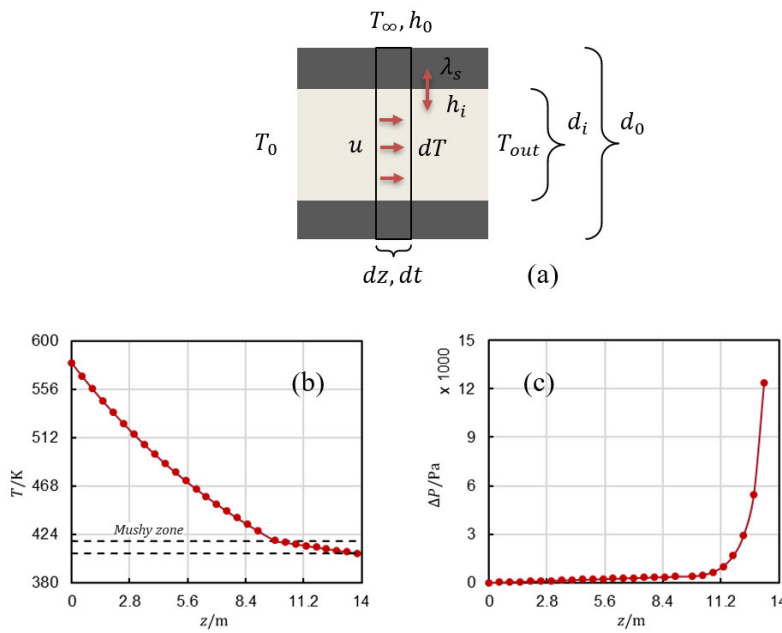 T∞, h0
λs
hi
T0
u
dT
Tout
di
d0
dz, dt
(a)
600
556
512
468
424
380
T/K
(b)
Mushy zone
0
2.8
5.6
8.4
11.2
14
z/m
x 1000
15
12
9
6
3
0
ΔP/Pa
(c)
0
2.8
5.6
8.4
11.2
14
z/m